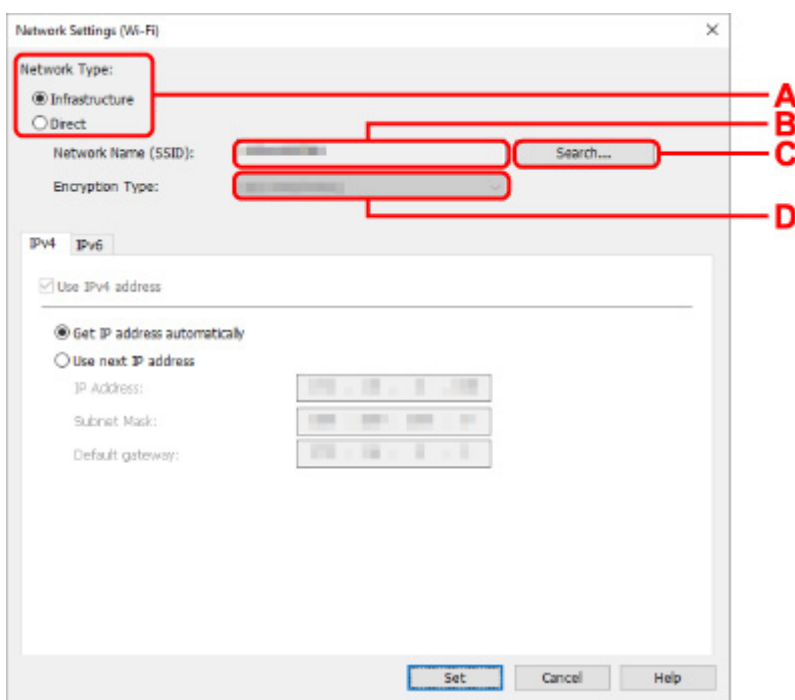 Network Settings (Wi-Fi)
Network Type:
Infrastructure
A
Direct
B
Network Name (SSID):
Search...
C
Encryption Type:
D
IPv4 IPv6
Use IPv4 address
Get IP address automatically
Use next IP address
IP Address:
Subnet Mask:
Default gateway:
Set Cancel Help